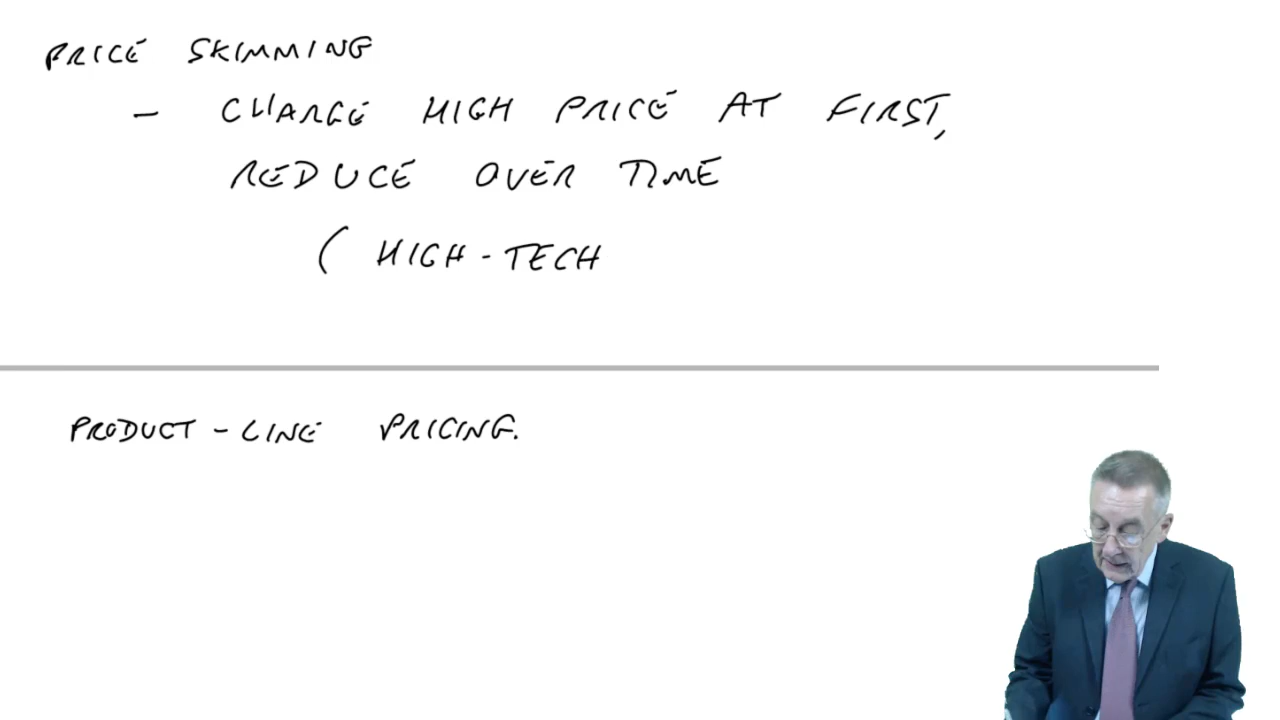 PRICE SKIMMING
- CHARGE HIGH PRICE AT FIRST,
REDUCE OVER TIME
( HIGH-TECH
PRODUCT-LINE PRICING.